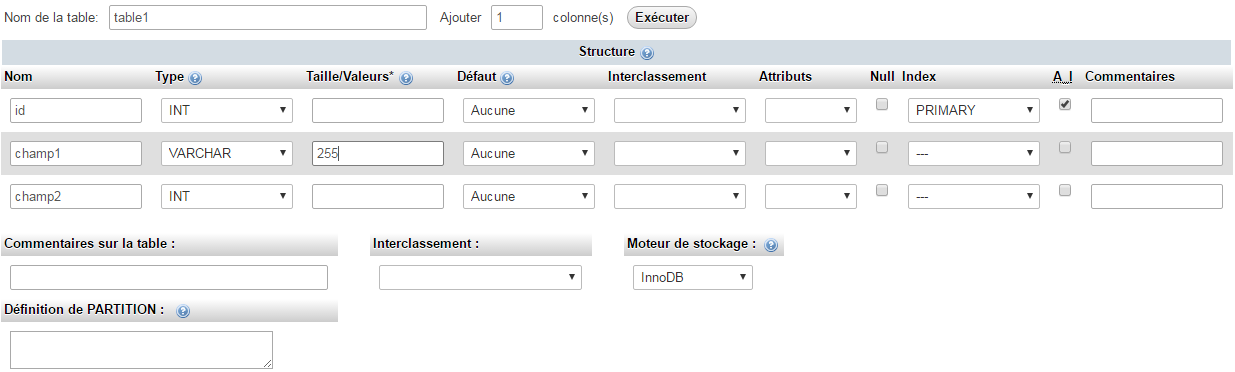 Nom de la table: table1 Ajouter 1 colonne(s) Exécuter
Structure
Nom Type Taille/Valeurs* Défaut Interclassement Attributs Null Index A_I Commentaires
id INT Aucune PRIMARY
champ1 VARCHAR 255 Aucune ---
champ2 INT Aucune ---
Commentaires sur la table : Interclassement : Moteur de stockage :
InnoDB
Définition de PARTITION :